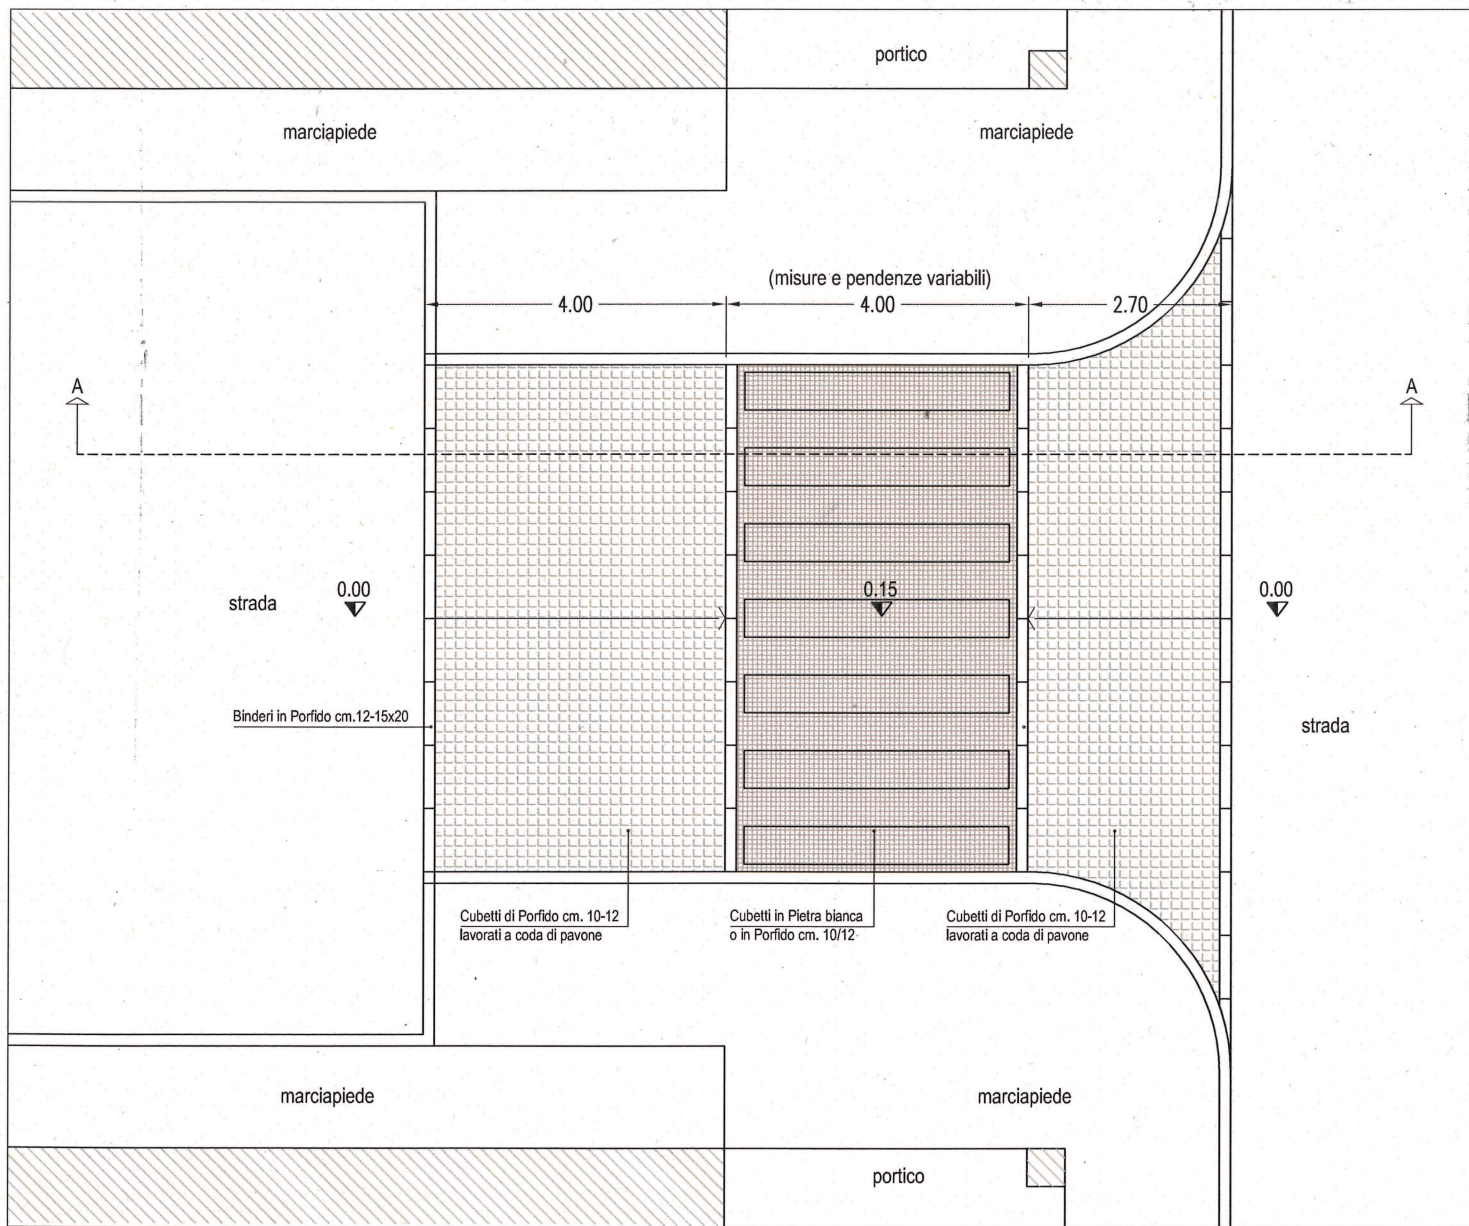 portico
marciapiede
marciapiede
(misure e pendenze variabili)
4.00
4.00
2.70
A
A
0.00
0.15
0.00
strada
Binderi in Porfido cm.12-15x20
strada
Cubetti di Porfido cm. 10-12
lavorati a coda di pavone
Cubetti in Pietra bianca
o in Porfido cm. 10/12
Cubetti di Porfido cm. 10-12
lavorati a coda di pavone
marciapiede
marciapiede
portico